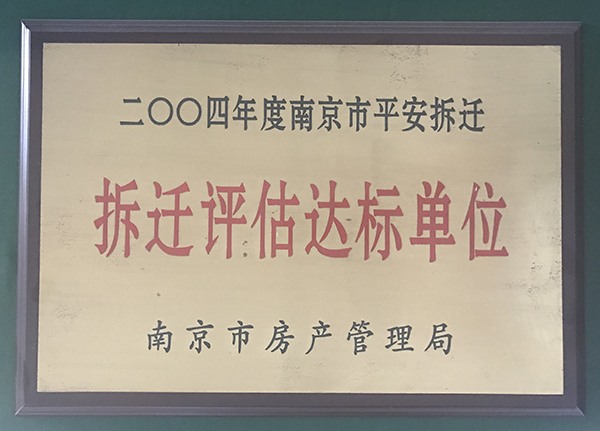 二〇〇四年度南京市平安拆迁
拆迁评估达标单位
南京市房产管理局